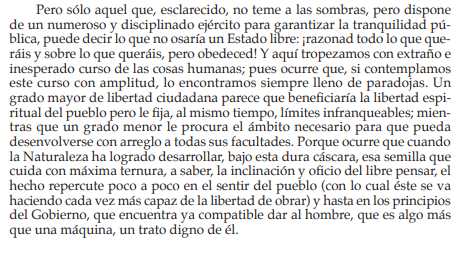 Pero sólo aquel que, esclarecido, no teme a las sombras, pero dispone
de un numeroso y disciplinado ejército para garantizar la tranquilidad pú-
blica, puede decir lo que no osaría un Estado libre: ¡razonad todo lo que que-
ráis y sobre lo que queráis, pero obedeced! Y aquí tropezamos con extraño e
inesperado curso de las cosas humanas; pues ocurre que, si contemplamos
este curso con amplitud, lo encontramos siempre lleno de paradojas. Un
grado mayor de libertad ciudadana parece que beneficiaría la libertad espi-
ritual del pueblo pero le fija, al mismo tiempo, límites infranqueables; mien-
tras que un grado menor le procura el ámbito necesario para que pueda
desenvolverse con arreglo a todas sus facultades. Porque ocurre que cuando
la Naturaleza ha logrado desarrollar, bajo esta dura cáscara, esa semilla que
cuida con máxima ternura, a saber, la inclinación y oficio del libre pensar, el
hecho repercute poco a poco en el sentir del pueblo (con lo cual éste se va
haciendo cada vez más capaz de la libertad de obrar) y hasta en los principios
del Gobierno, que encuentra ya compatible dar al hombre, que es algo más
que una máquina, un trato digno de él.